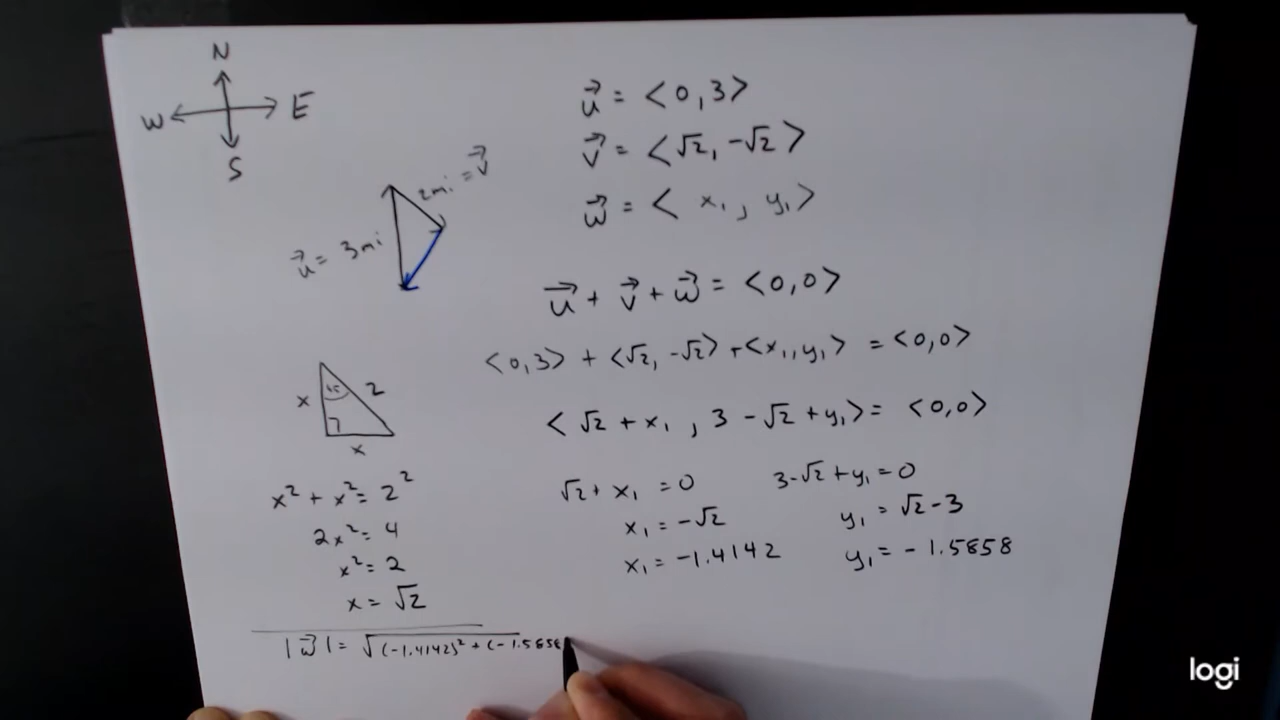 N
W E
S
u⃗ = 3mi
2mi = v⃗
x 45 2
x
x² + x² = 2²
2x² = 4
x² = 2
x = √2
|w⃗| = √(-1.4142)² + (-1.5858
u⃗ = <0,3>
v⃗ = <√2, -√2>
w⃗ = < x₁, y₁>
u⃗ + v⃗ + w⃗ = <0,0>
<0,3> + <√2, -√2> + <x₁, y₁> = <0,0>
<√2 + x₁, 3 - √2 + y₁> = <0,0>
√2 + x₁ = 0
x₁ = -√2
x₁ = -1.4142
3-√2 + y₁ = 0
y₁ = √2 - 3
y₁ = -1.5858
logi